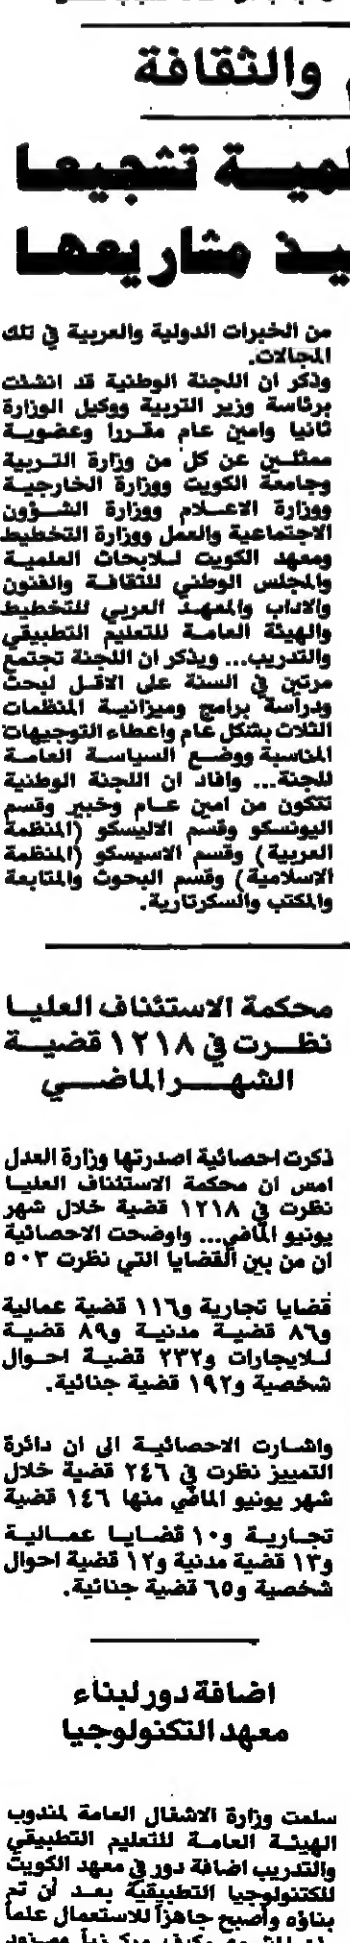 والثقافة
لمية تشجيعا
يذ مشاريعها
من الخبرات الدولية والعربية في تلك
المجالات.
وذكر ان اللجنة الوطنية قد انشئت
برئاسة وزير التربية ووكيل الوزارة
ثانيا وامين عام مقررا وعضوية
ممثلين عن كل من وزارة التربية
وجامعة الكويت ووزارة الخارجية
ووزارة الاعلام ووزارة الشؤون
الاجتماعية والعمل ووزارة التخطيط
ومعهد الكويت للابحاث العلمية
والمجلس الوطني للثقافة والفنون
والاداب والمعهد العربي للتخطيط
والهيئة العامة للتعليم التطبيقي
والتدريب... ويذكر ان اللجنة تجتمع
مرتين في السنة على الاقل لبحث
ودراسة برامج وميزانية المنظمات
الثلاث بشكل عام واعطاء التوجيهات
المناسبة ووضع السياسة العامة
للجنة... وافاد ان اللجنة الوطنية
تتكون من امين عام وخبير وقسم
اليونسكو وقسم الاليسكو (المنظمة
العربية) وقسم الاسيسكو (المنظمة
الاسلامية) وقسم البحوث والمتابعة
والمكتب والسكرتارية.
محكمة الاستئناف العليا
نظرت في ١٢١٨ قضية
الشهر الماضي
ذكرت احصائية اصدرتها وزارة العدل
امس ان محكمة الاستئناف العليا
نظرت في ١٢١٨ قضية خلال شهر
يونيو الماضي... واوضحت الاحصائية
ان من بين القضايا التي نظرت ٥٠٣
قضايا تجارية و١١٦ قضية عمالية
و٨٦ قضية مدنية و٨٩ قضية
للايجارات و٢٣٢ قضية احوال
شخصية و١٩٢ قضية جنائية.
واشارت الاحصائية الى ان دائرة
التمييز نظرت في ٢٤٦ قضية خلال
شهر يونيو الماضي منها ١٤٦ قضية
تجارية و١٠ قضايا عمالية
و١٣ قضية مدنية و١٢ قضية احوال
شخصية و٦٥ قضية جنائية.
اضافة دور لبناء
معهد التكنولوجيا
سلمت وزارة الاشغال العامة لمندوب
الهيئة العامة للتعليم التطبيقي
والتدريب اضافة دور في معهد الكويت
للكتنولوجيا التطبيقية بعد أن تم
بناؤه وأصبح جاهزاً للاستعمال علماً